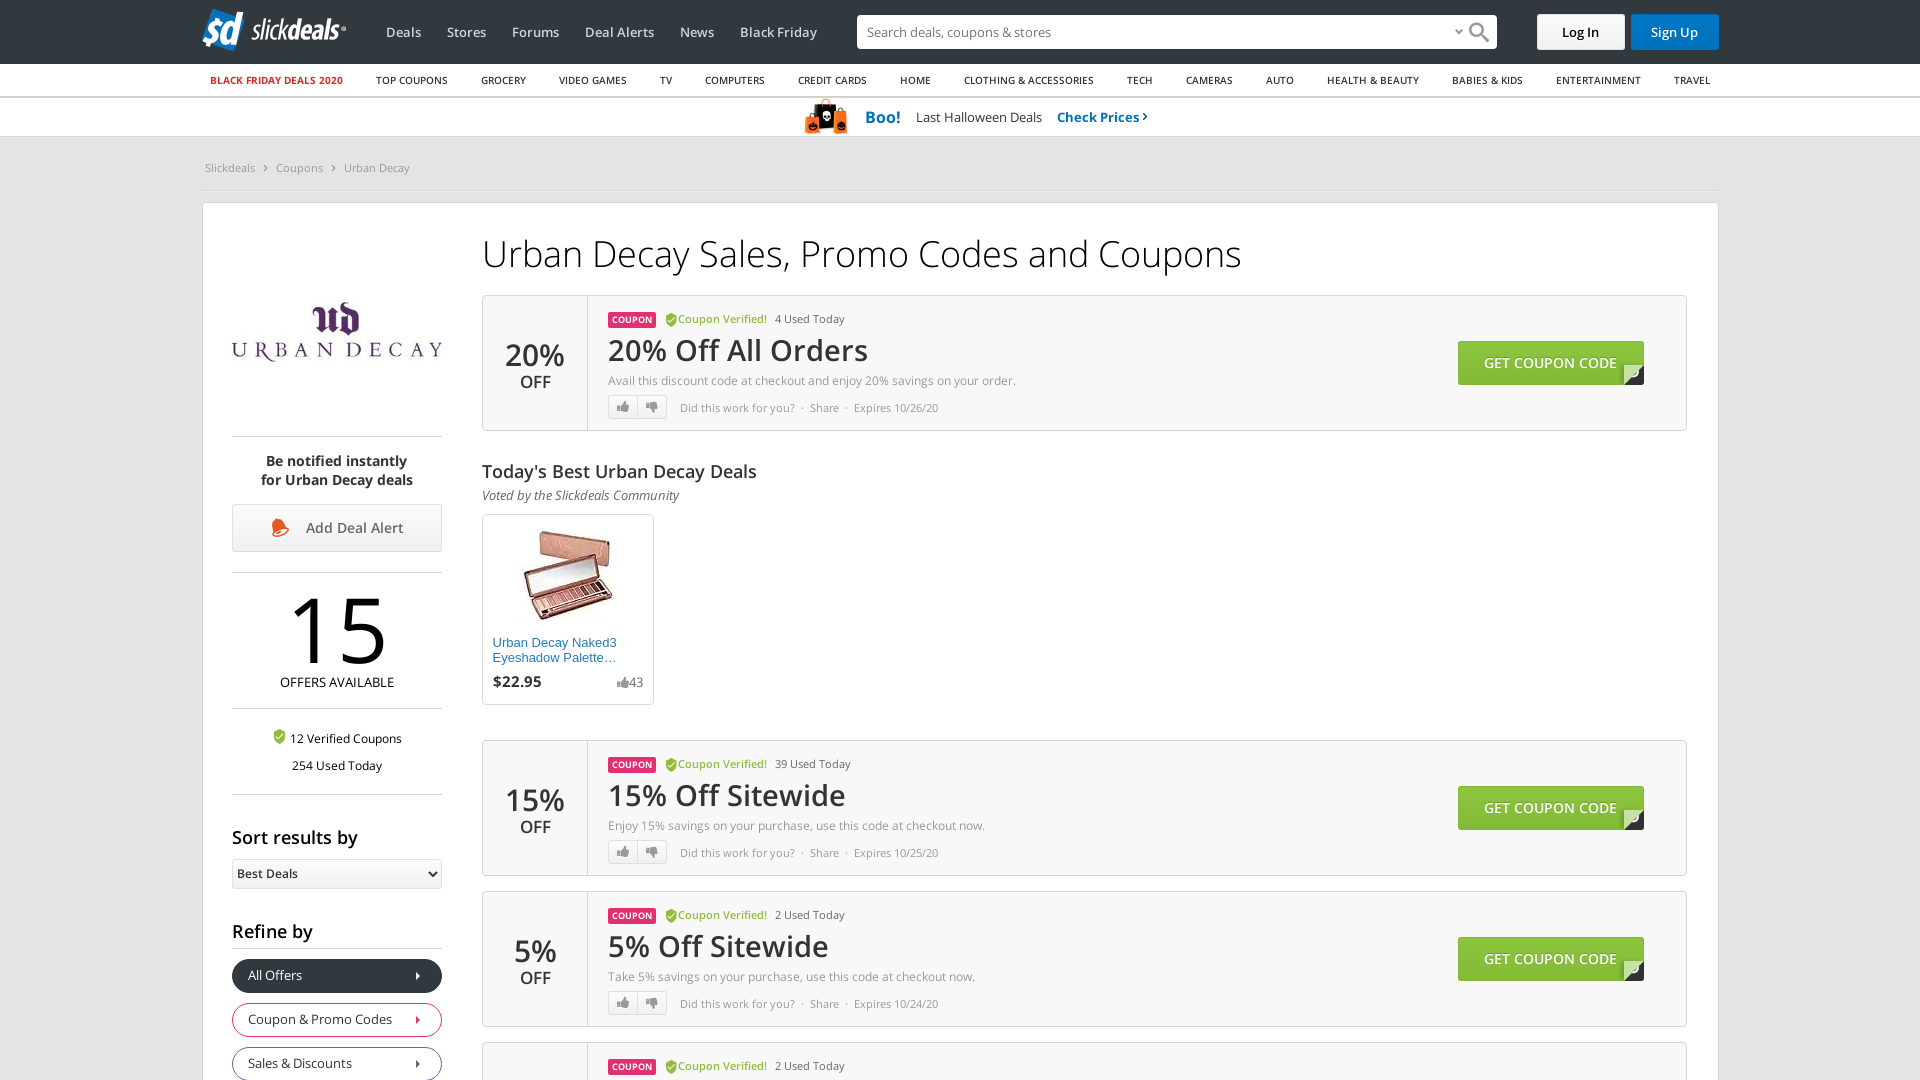 sd slickdeals®
Deals
Stores
Forums
Deal Alerts
News
Black Friday
Search deals, coupons & stores
Log In
Sign Up
BLACK FRIDAY DEALS 2020
TOP COUPONS
GROCERY
VIDEO GAMES
TV
COMPUTERS
CREDIT CARDS
HOME
CLOTHING & ACCESSORIES
TECH
CAMERAS
AUTO
HEALTH & BEAUTY
BABIES & KIDS
ENTERTAINMENT
TRAVEL
Boo! Last Halloween Deals Check Prices
Slickdeals
Coupons
Urban Decay
ud
URBAN DECAY
Be notified instantly
for Urban Decay deals
Add Deal Alert
15
OFFERS AVAILABLE
12 Verified Coupons
254 Used Today
Sort results by
Best Deals
Refine by
All Offers
Coupon & Promo Codes
Sales & Discounts
Urban Decay Sales, Promo Codes and Coupons
20%
OFF
COUPON Coupon Verified! 4 Used Today
20% Off All Orders
Avail this discount code at checkout and enjoy 20% savings on your order.
Did this work for you? · Share · Expires 10/26/20
GET COUPON CODE
Today's Best Urban Decay Deals
Voted by the Slickdeals Community
Urban Decay Naked3
Eyeshadow Palette…
$22.95 43
15%
OFF
COUPON Coupon Verified! 39 Used Today
15% Off Sitewide
Enjoy 15% savings on your purchase, use this code at checkout now.
Did this work for you? · Share · Expires 10/25/20
GET COUPON CODE
5%
OFF
COUPON Coupon Verified! 2 Used Today
5% Off Sitewide
Take 5% savings on your purchase, use this code at checkout now.
Did this work for you? · Share · Expires 10/24/20
GET COUPON CODE
COUPON Coupon Verified! 2 Used Today